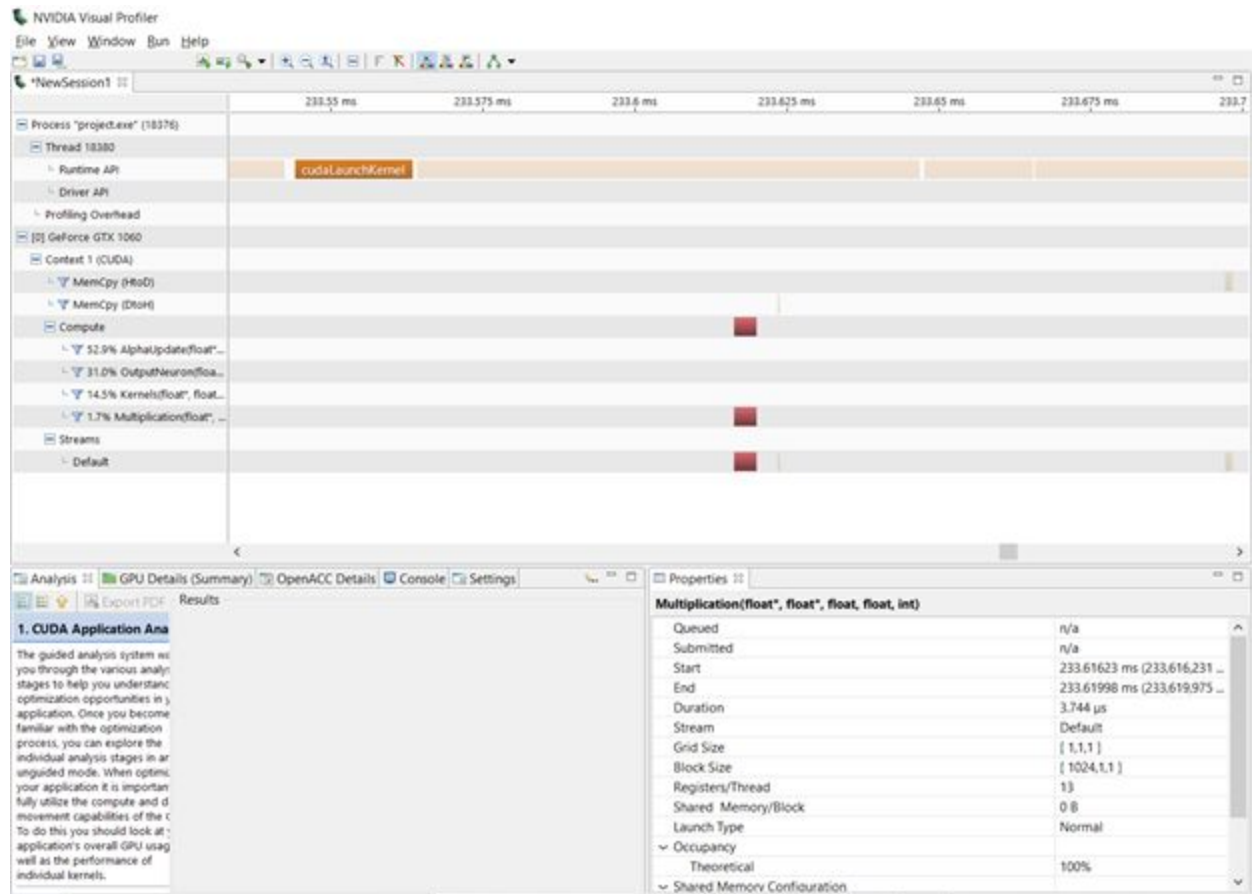 NVIDIA Visual Profiler
File View Window Run Help
*NewSession1
233.55 ms 233.575 ms 233.6 ms 233.625 ms 233.65 ms 233.675 ms 233.7
Process "project.exe" (18376)
Thread 18380
Runtime API
cudaLaunchKernel
Driver API
Profiling Overhead
[0] GeForce GTX 1060
Context 1 (CUDA)
MemCpy (HtoD)
MemCpy (DtoH)
Compute
52.9% AlphaUpdate(float*...
31.0% OutputNeuron(floa...
14.5% Kernels(float*, float...
1.7% Multiplication(float*, ...
Streams
Default
Analysis GPU Details (Summary) OpenACC Details Console Settings
Export PDF Results
1. CUDA Application Ana
The guided analysis system wa
you through the various analy
stages to help you understanc
optimization opportunities in y
application. Once you become
familiar with the optimization
process, you can explore the
individual analysis stages in ar
unguided mode. When optimi
your application it is importan
fully utilize the compute and d
movement capabilities of the
To do this you should look at
application's overall GPU usag
well as the performance of
individual kernels.
Properties
Multiplication(float*, float*, float, float, int)
Queued n/a
Submitted n/a
Start 233.61623 ms (233,616,231 ...
End 233.61998 ms (233,619,975 ...
Duration 3.744 µs
Stream Default
Grid Size [ 1,1,1 ]
Block Size [ 1024,1,1 ]
Registers/Thread 13
Shared Memory/Block 0 B
Launch Type Normal
Occupancy
Theoretical 100%
Shared Memory Configuration